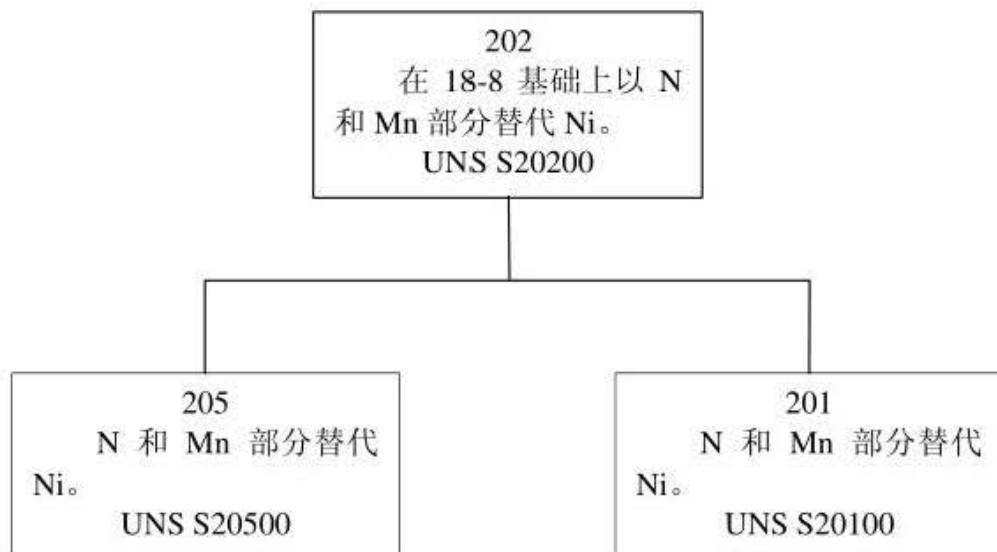 202
在 18-8 基础上以 N
和 Mn 部分替代 Ni。
UNS S20200
205
N 和 Mn 部分替代
Ni。
UNS S20500
201
N 和 Mn 部分替代
Ni。
UNS S20100